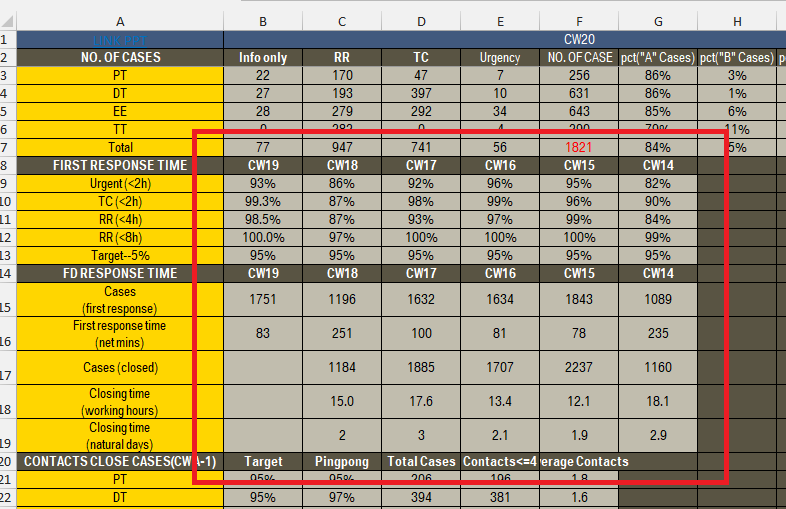 A B C D E F G H
1 CW20
2 NO. OF CASES Info only RR TC Urgency NO. OF CASE pct("A" Cases) pct("B" Cases)
3 PT 22 170 47 7 256 86% 3%
4 DT 27 193 397 10 631 86% 1%
5 EE 28 279 292 34 643 85% 6%
6 TT 11%
7 Total 77 947 741 56 1821 84% 5%
8 FIRST RESPONSE TIME CW19 CW18 CW17 CW16 CW15 CW14
9 Urgent (<2h) 93% 86% 92% 96% 95% 82%
10 TC (<2h) 99.3% 87% 98% 99% 96% 90%
11 RR (<4h) 98.5% 87% 93% 97% 99% 84%
12 RR (<8h) 100.0% 97% 100% 100% 100% 99%
13 Target--5% 95% 95% 95% 95% 95% 95%
14 FD RESPONSE TIME CW19 CW18 CW17 CW16 CW15 CW14
Cases
15 (first response) 1751 1196 1632 1634 1843 1089
First response time
16 (net mins) 83 251 100 81 78 235
17 Cases (closed) 1184 1885 1707 2237 1160
Closing time
18 (working hours) 15.0 17.6 13.4 12.1 18.1
Closing time
19 (natural days) 2 3 2.1 1.9 2.9
20 CONTACTS CLOSE CASES(CW A-1) Target Pingpong Total Cases Contacts<=4 verage Contacts
21 PT 95% 95% 206 196 1.8
22 DT 95% 97% 394 381 1.6